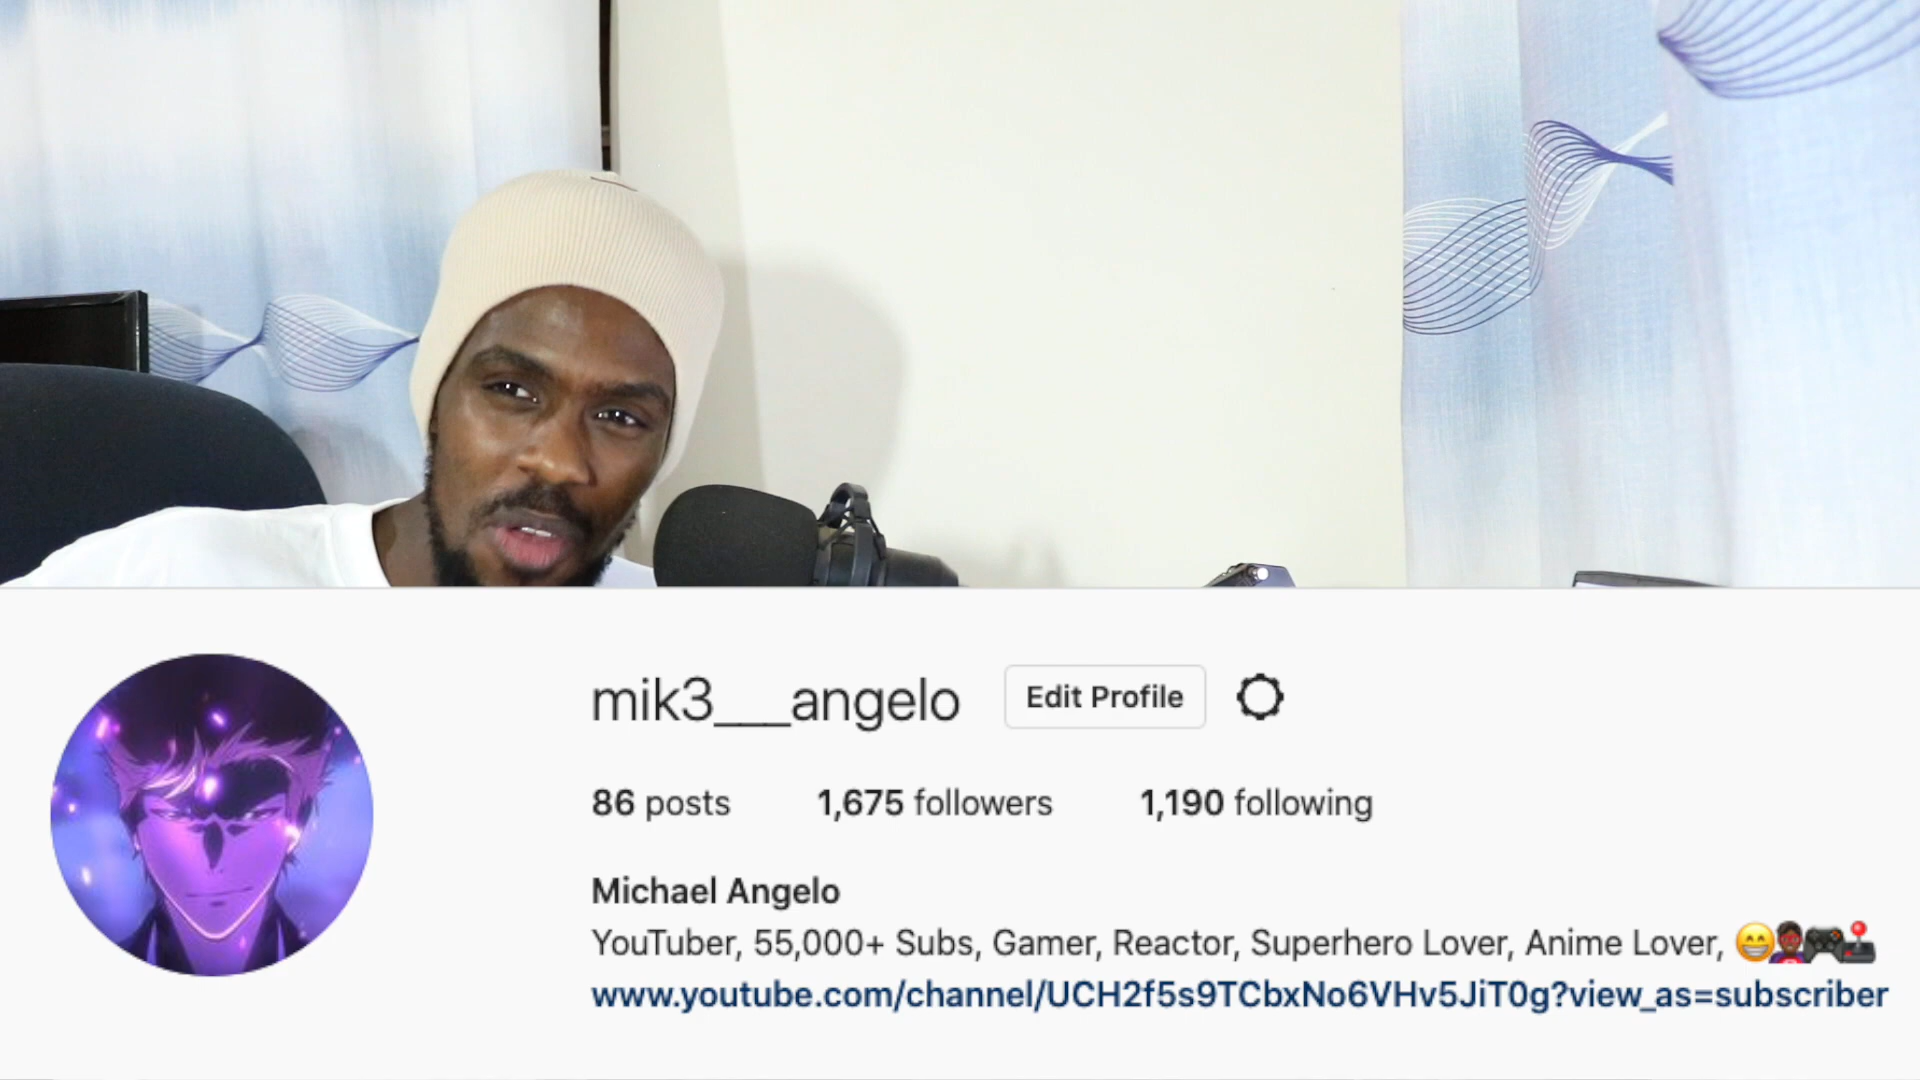 mik3___angelo Edit Profile
86 posts 1,675 followers 1,190 following
Michael Angelo
YouTuber, 55,000+ Subs, Gamer, Reactor, Superhero Lover, Anime Lover, 😁🦸🏿‍♂️🎮🕹️
www.youtube.com/channel/UCH2f5s9TCbxNo6VHv5JiT0g?view_as=subscriber